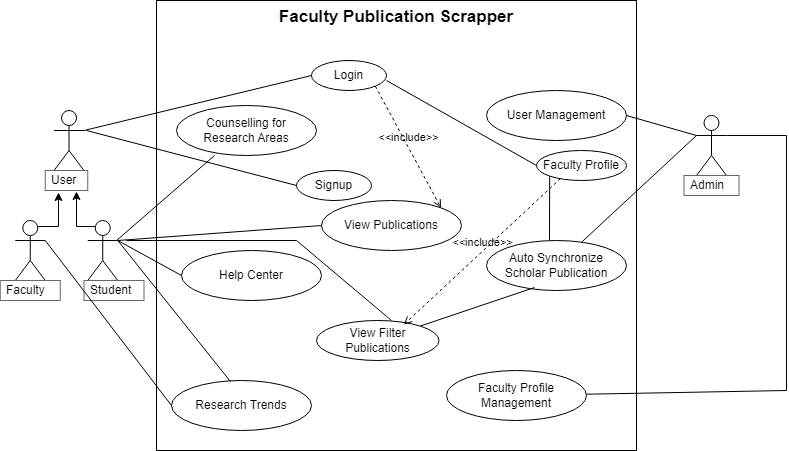 Faculty Publication Scrapper
Login
Counselling for
Research Areas
User Management
<<include>>
User
Faculty Profile
Admin
Signup
View Publications
<<include>>
Faculty
Student
Help Center
Auto Synchronize
Scholar Publication
View Filter
Publications
Research Trends
Faculty Profile
Management